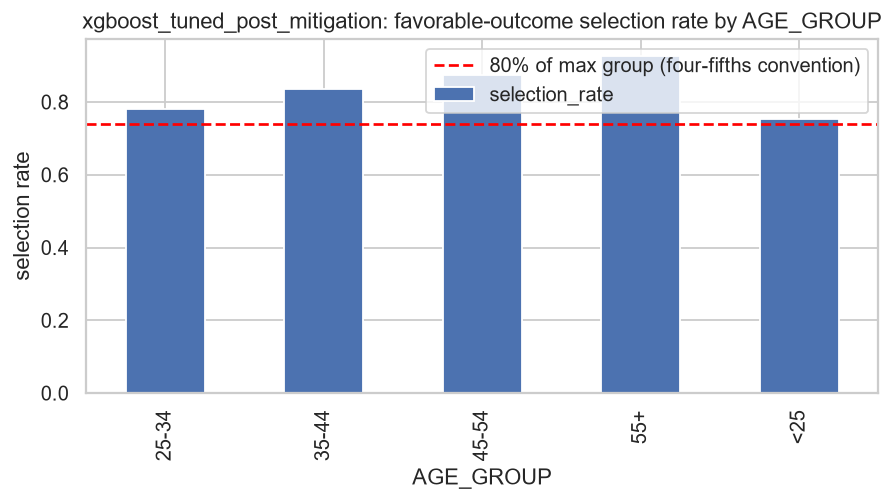 xgboost_tuned_post_mitigation: favorable-outcome selection rate by AGE_GROUP
80% of max group (four-fifths convention)
selection_rate
selection rate
0.8
0.6
0.4
0.2
0.0
25-34
35-44
45-54
55+
<25
AGE_GROUP